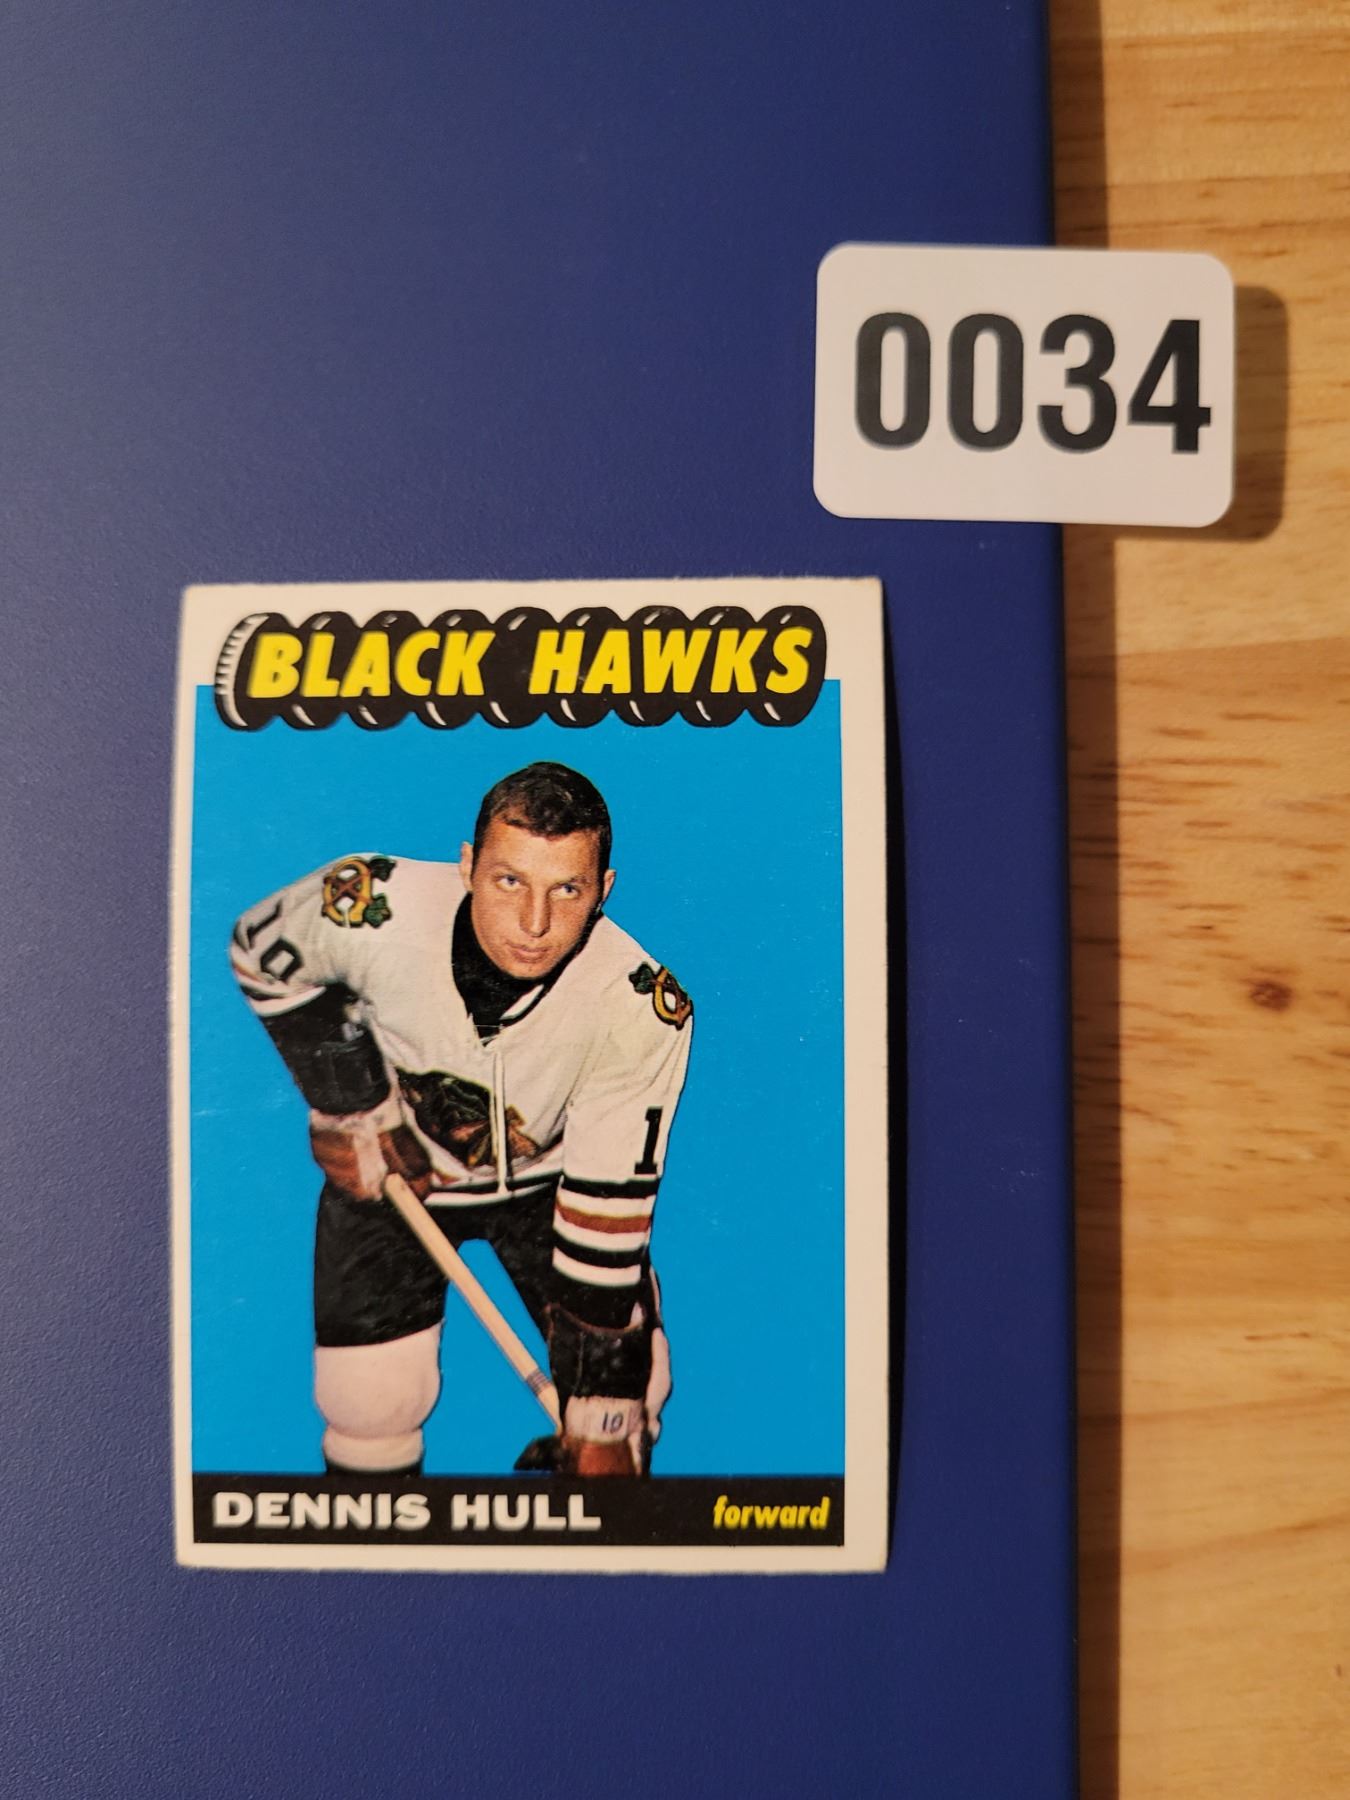 0034
BLACK HAWKS
10
1
10
DENNIS HULL forward